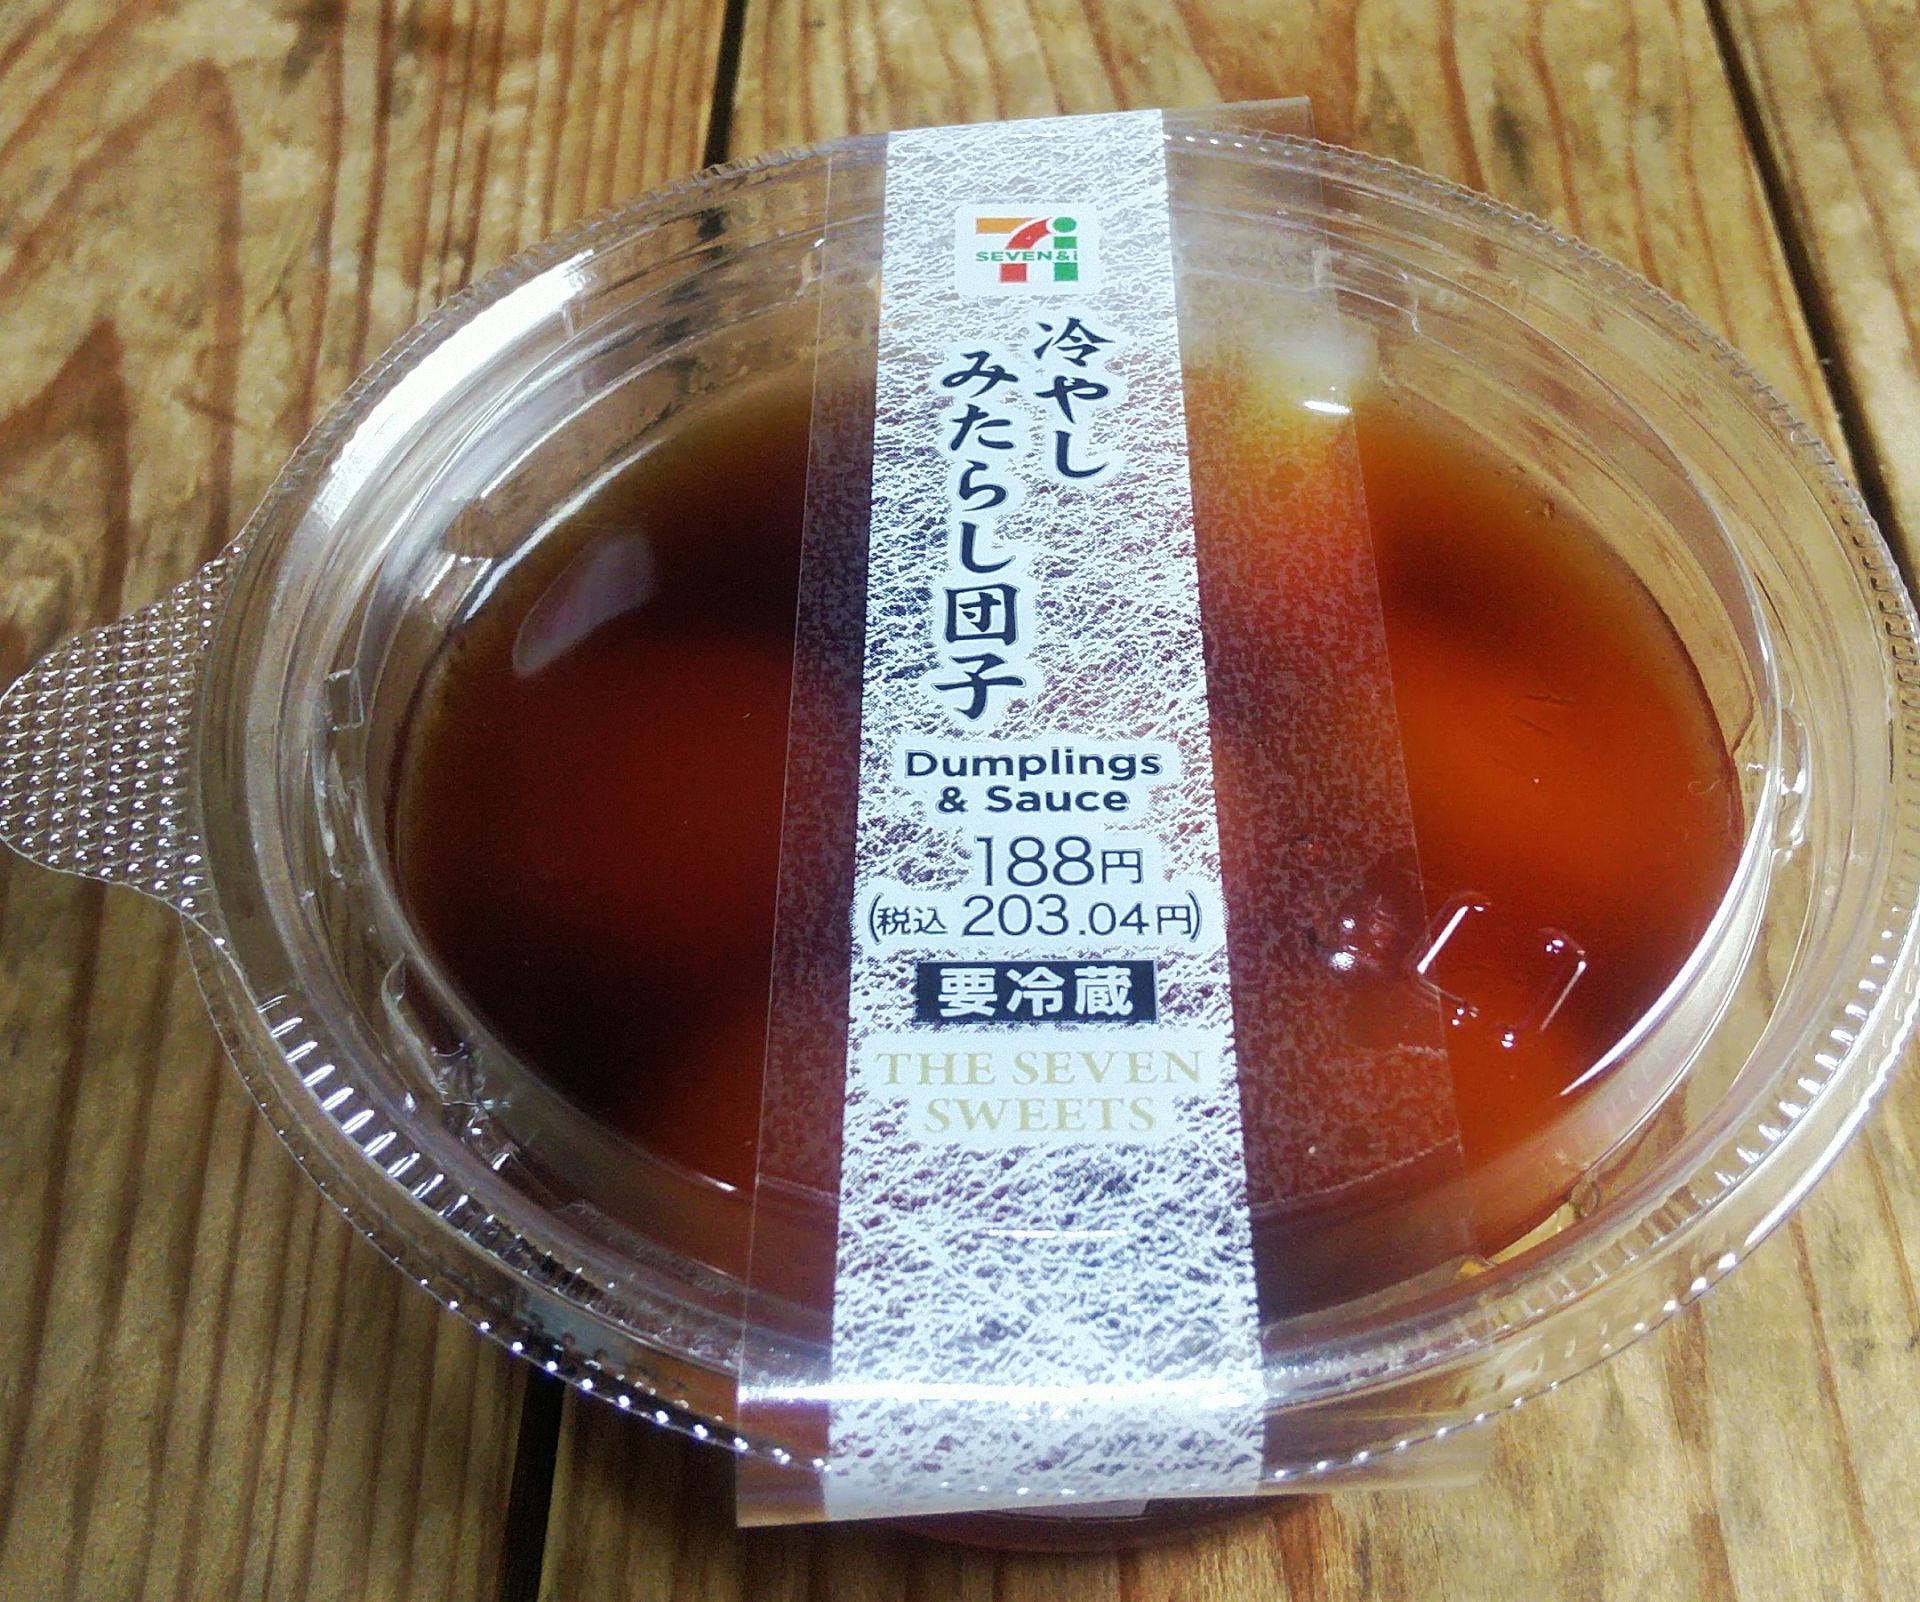 SEVEN&i
冷やし
みたらし団子
Dumplings
& Sauce
188円
(税込 203.04円)
要冷蔵
THE SEVEN
SWEETS